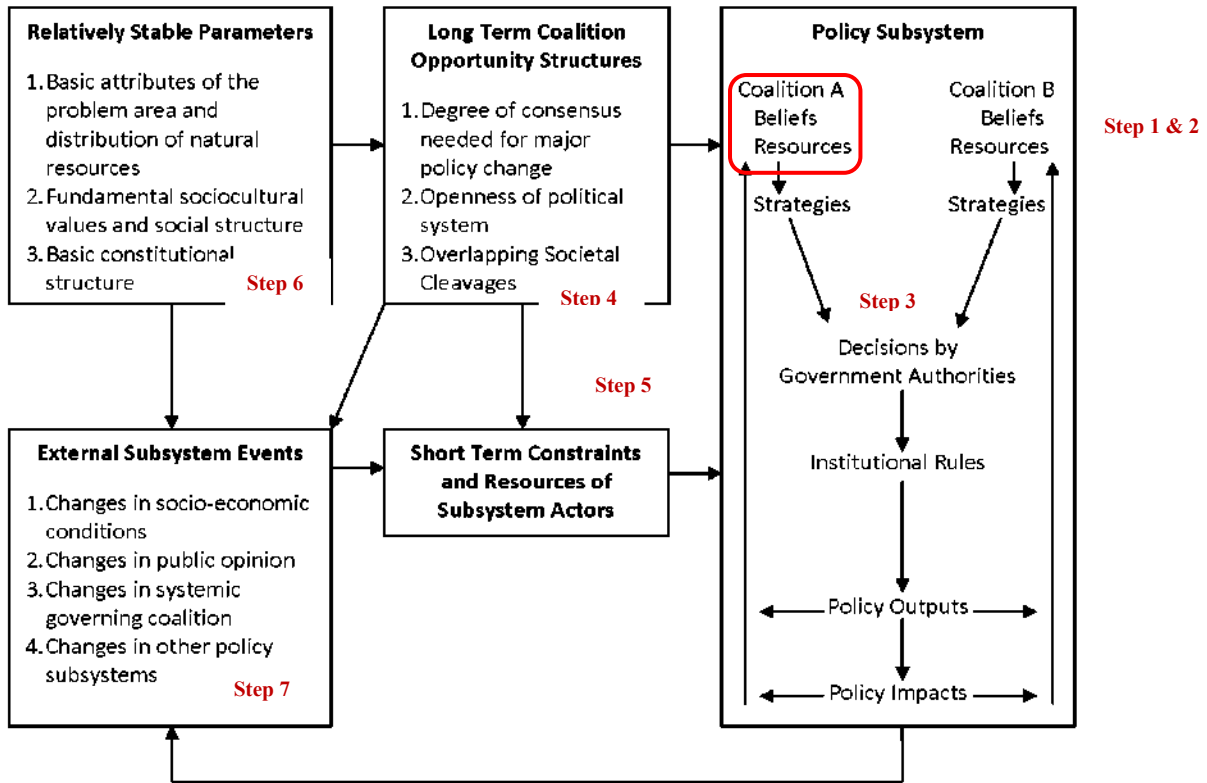 Relatively Stable Parameters
1. Basic attributes of the
problem area and
distribution of natural
resources
2. Fundamental sociocultural
values and social structure
3. Basic constitutional
structure
Step 6
Long Term Coalition
Opportunity Structures
1. Degree of consensus
needed for major
policy change
2. Openness of political
system
3. Overlapping Societal
Cleavages
Step 4
Policy Subsystem
Coalition A
Beliefs
Resources
Strategies
Coalition B
Beliefs
Resources
Strategies
Step 1 & 2
Step 3
Decisions by
Government Authorities
Institutional Rules
Policy Outputs
Policy Impacts
Step 5
External Subsystem Events
1. Changes in socio-economic
conditions
2. Changes in public opinion
3. Changes in systemic
governing coalition
4. Changes in other policy
subsystems
Step 7
Short Term Constraints
and Resources of
Subsystem Actors